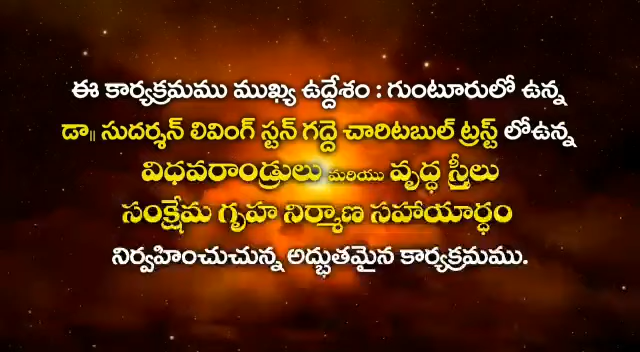 ఈ కార్యక్రమము ముఖ్య ఉద్దేశం : గుంటూరులో ఉన్న
డా॥ సుదర్శన్ లివింగ్ స్టన్ గద్దె చారిటబుల్ ట్రస్ట్ లోఉన్న
విధవరాండ్రులు మరియు వృద్ధ స్త్రీలు
సంక్షేమ గృహ నిర్మాణ సహాయార్ధం
నిర్వహించుచున్న అద్భుతమైన కార్యక్రమము.